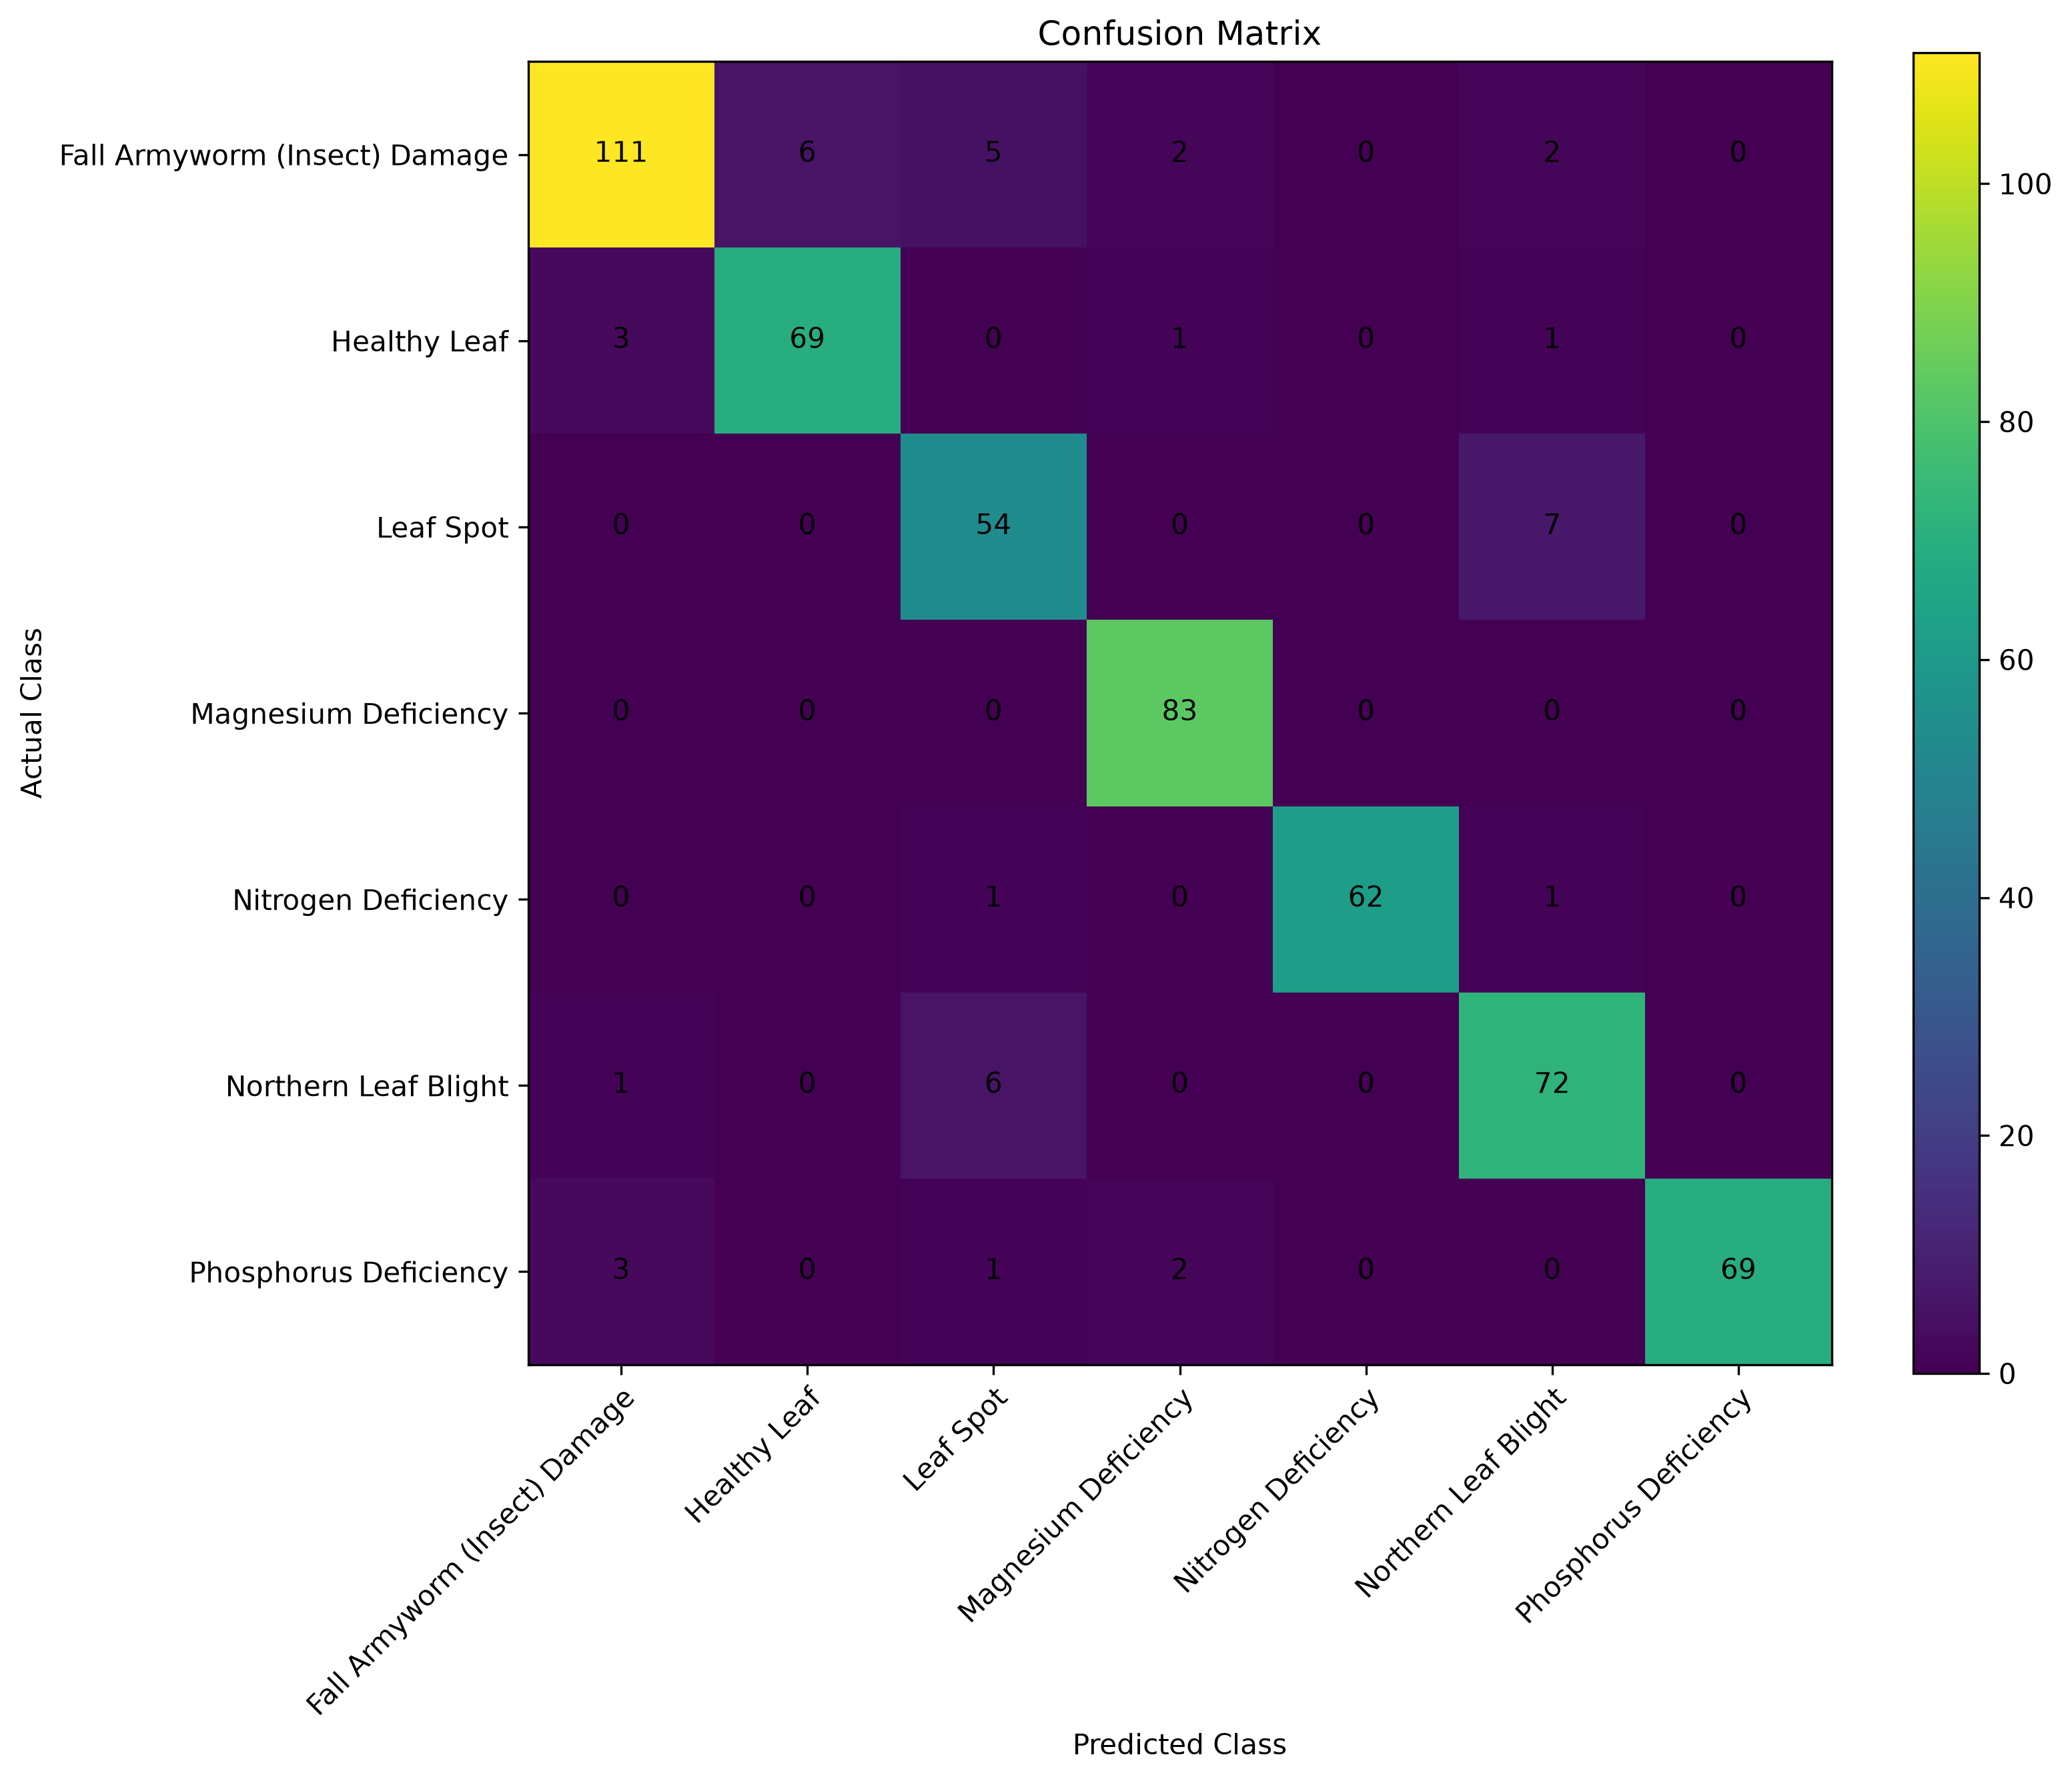 Confusion Matrix
Fall Armyworm (Insect) Damage 111 6 5 2 0 2 0
Healthy Leaf 3 69 0 1 0 1 0
Leaf Spot 0 0 54 0 0 7 0
Magnesium Deficiency 0 0 0 83 0 0 0
Nitrogen Deficiency 0 0 1 0 62 1 0
Northern Leaf Blight 1 0 6 0 0 72 0
Phosphorus Deficiency 3 0 1 2 0 0 69
Actual Class
Fall Armyworm (Insect) Damage
Healthy Leaf
Leaf Spot
Magnesium Deficiency
Nitrogen Deficiency
Northern Leaf Blight
Phosphorus Deficiency
Predicted Class
100
80
60
40
20
0